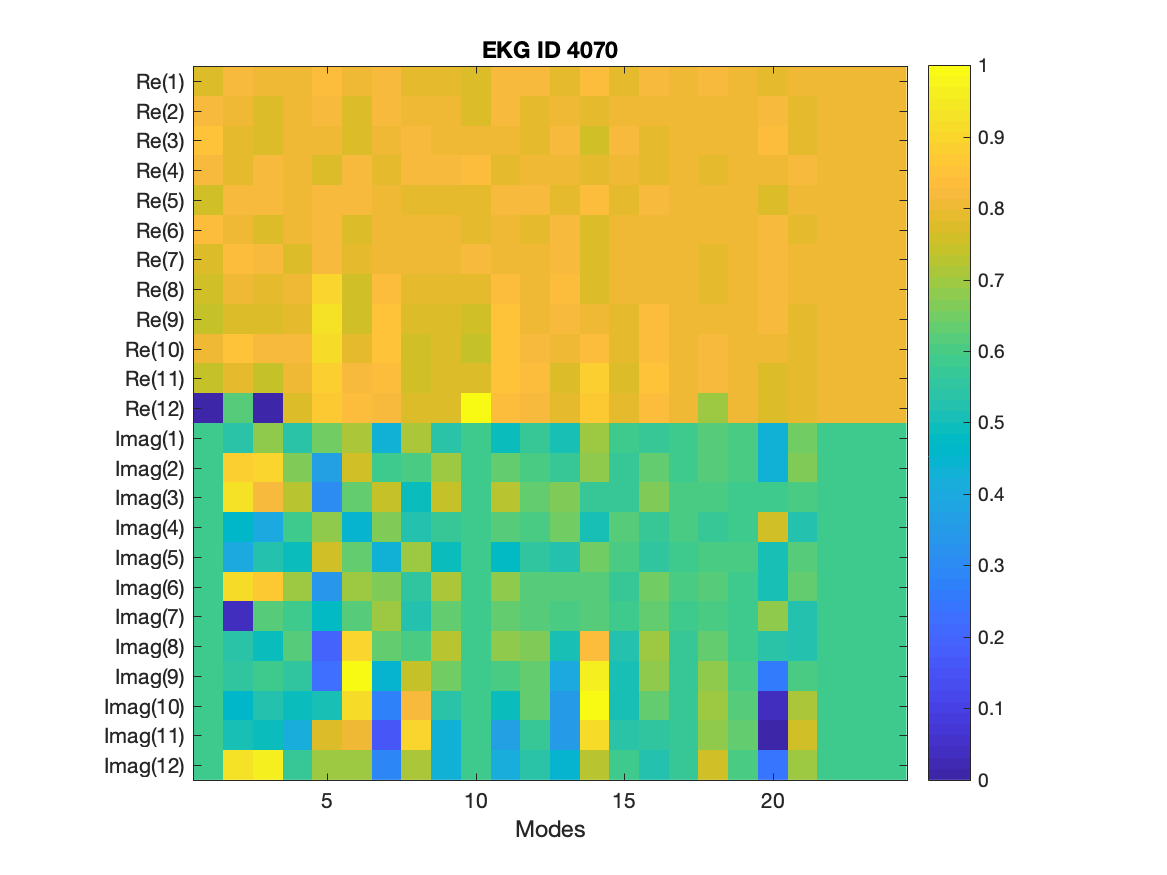 EKG ID 4070
Re(1)
Re(2)
Re(3)
Re(4)
Re(5)
Re(6)
Re(7)
Re(8)
Re(9)
Re(10)
Re(11)
Re(12)
Imag(1)
Imag(2)
Imag(3)
Imag(4)
Imag(5)
Imag(6)
Imag(7)
Imag(8)
Imag(9)
Imag(10)
Imag(11)
Imag(12)
5 10 15 20
Modes
1
0.9
0.8
0.7
0.6
0.5
0.4
0.3
0.2
0.1
0